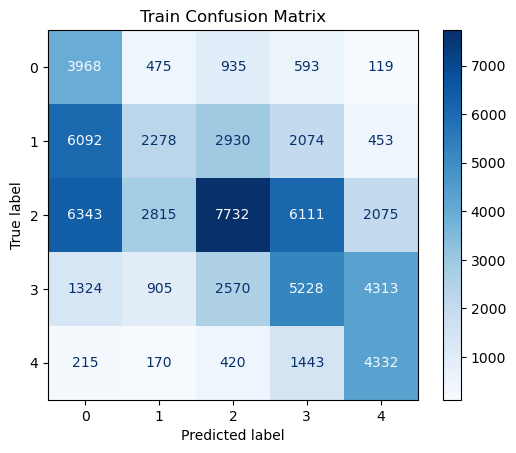 Train Confusion Matrix
0 3968 475 935 593 119
1 6092 2278 2930 2074 453
2 6343 2815 7732 6111 2075
3 1324 905 2570 5228 4313
4 215 170 420 1443 4332
0 1 2 3 4
Predicted label
True label
7000
6000
5000
4000
3000
2000
1000